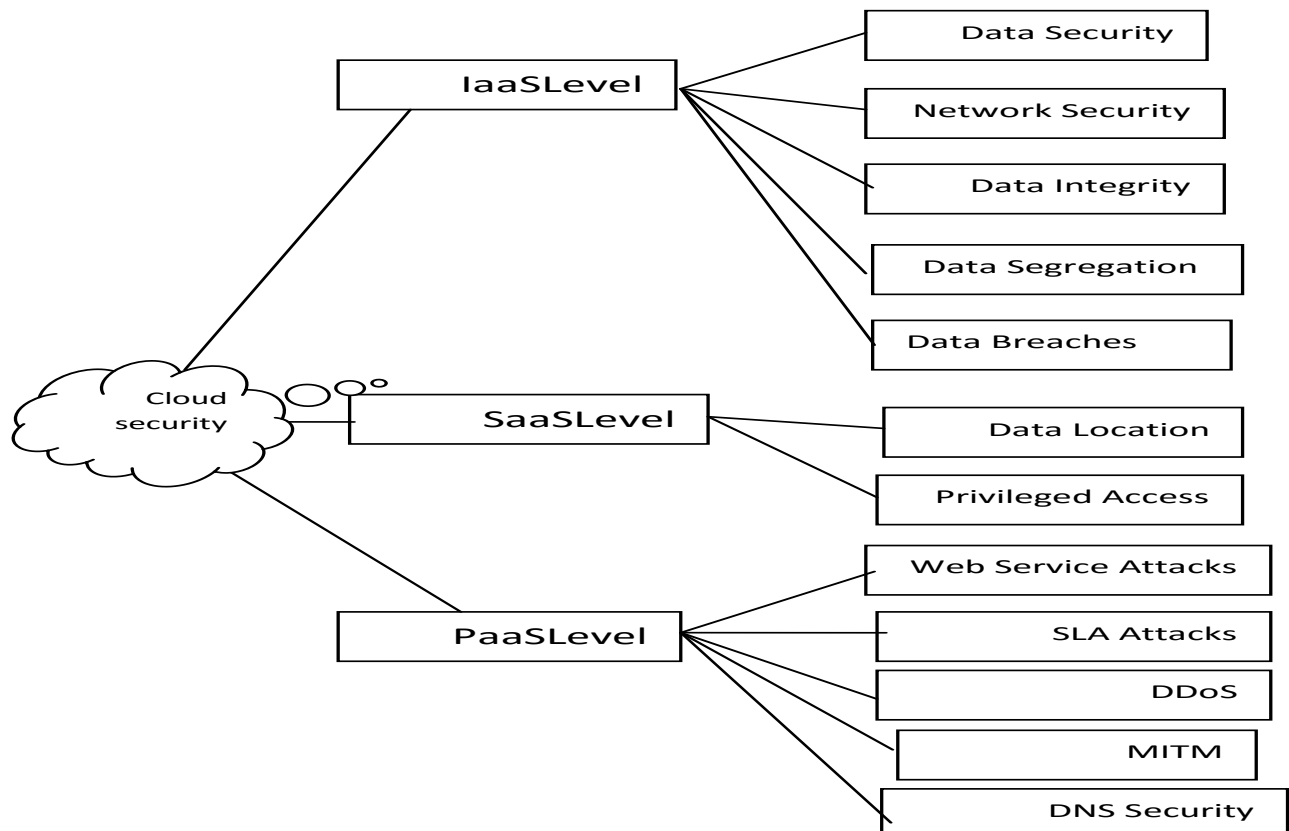 Data Security
IaaSLevel
Network Security
Data Integrity
Data Segregation
Data Breaches
Cloud
security
SaaSLevel
Data Location
Privileged Access
Web Service Attacks
PaaSLevel
SLA Attacks
DDoS
MITM
DNS Security